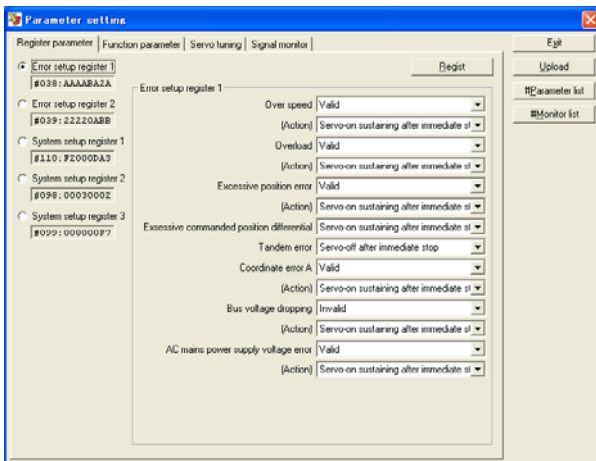 Parameter setting
Register parameter Function parameter Servo tuning Signal monitor
Exit
Upload
#Parameter list
#Monitor list
Error setup register 1
#038:AAAABA2A
Error setup register 2
#039:22220ABB
System setup register 1
#110:F2000DA3
System setup register 2
#098:00030002
System setup register 3
#099:000000F7
Regist
Error setup register 1
Over speed Valid
(Action) Servo-on sustaining after immediate st
Overload Valid
(Action) Servo-on sustaining after immediate st
Excessive position error Valid
(Action) Servo-on sustaining after immediate st
Exsessive commanded position differential Servo-on sustaining after immediate st
Tandem error Servo-off after immediate stop
Coordinate error A Valid
(Action) Servo-on sustaining after immediate st
Bus voltage dropping Invalid
(Action) Servo-on sustaining after immediate st
AC mains power supply voltage error Valid
(Action) Servo-on sustaining after immediate st